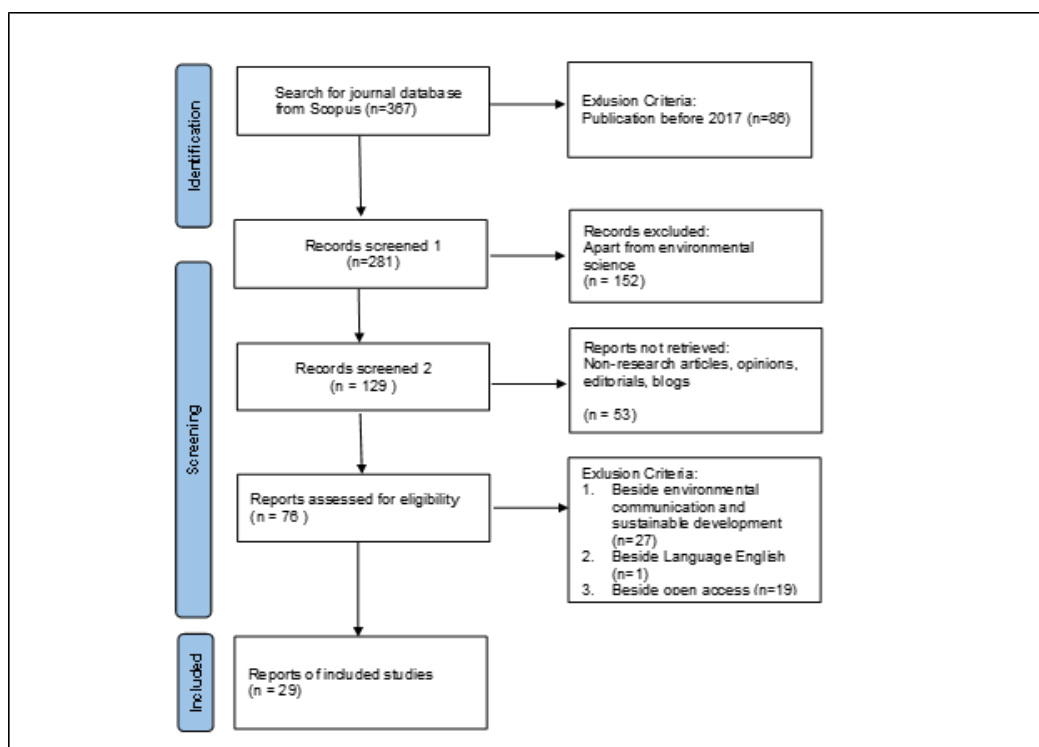 Identification
Search for journal database
from Scopus (n=367)
Exlusion Criteria:
Publication before 2017 (n=86)
Records screened 1
(n=281)
Records excluded:
Apart from environmental
science
(n = 152)
Screening
Records screened 2
(n = 129 )
Reports not retrieved:
Non-research articles, opinions,
editorials, blogs
(n = 53)
Reports assessed for eligibility
(n = 76 )
Exlusion Criteria:
1. Beside environmental
communication and
sustainable development
(n=27)
2. Beside Language English
(n=1)
3. Beside open access (n=19)
Included
Reports of included studies
(n = 29)